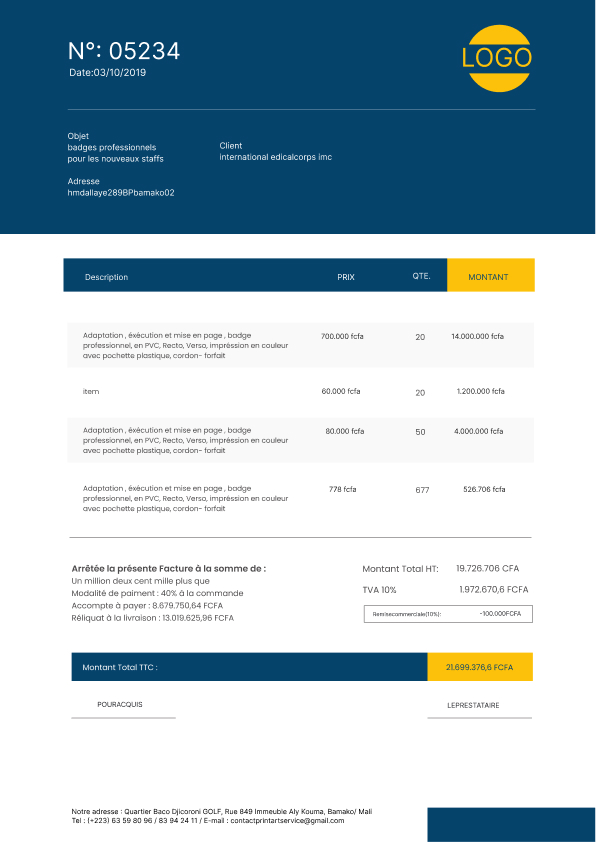 N°: 05234
Date:03/10/2019
LOGO
Objet
badges professionnels
pour les nouveaux staffs
Client
international edicalcorps imc
Adresse
hmdallaye289BPbamako02
Description PRIX QTE. MONTANT
Adaptation , éxécution et mise en page , badge
professionnel, en PVC, Recto, Verso, impréssion en couleur
avec pochette plastique, cordon- forfait
700.000 fcfa 20 14.000.000 fcfa
item 60.000 fcfa 20 1.200.000 fcfa
Adaptation , éxécution et mise en page , badge
professionnel, en PVC, Recto, Verso, impréssion en couleur
avec pochette plastique, cordon- forfait
80.000 fcfa 50 4.000.000 fcfa
Adaptation , éxécution et mise en page , badge
professionnel, en PVC, Recto, Verso, impréssion en couleur
avec pochette plastique, cordon- forfait
778 fcfa 677 526.706 fcfa
Arrêtée la présente Facture à la somme de :
Un million deux cent mille plus que
Modalité de paiment : 40% à la commande
Accompte à payer : 8.679.750,64 FCFA
Réliquat à la livraison : 13.019.625,96 FCFA
Montant Total HT: 19.726.706 CFA
TVA 10% 1.972.670,6 FCFA
Remisecommerciale(10%): -100.000FCFA
Montant Total TTC : 21.699.376,6 FCFA
POURACQUIS LEPRESTATAIRE
Notre adresse : Quartier Baco Djicoroni GOLF, Rue 849 Immeuble Aly Kouma, Bamako/ Mali
Tel : (+223) 63 59 80 96 / 83 94 24 11 / E-mail : contactprintartservice@gmail.com